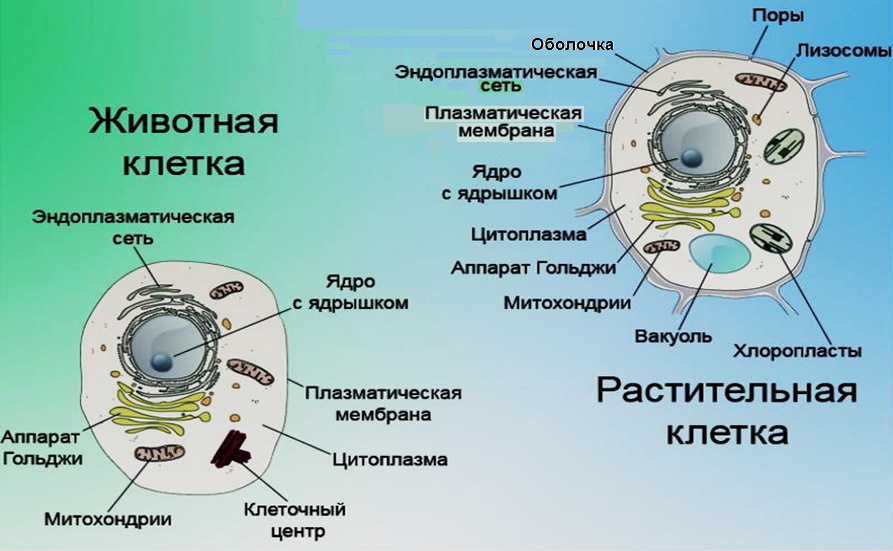 Животная
клетка
Эндоплазматическая
сеть
Ядро
с ядрышком
Плазматическая
мембрана
Цитоплазма
Клеточный
центр
Митохондрии
Аппарат
Гольджи
Поры
Оболочка
Лизосомы
Эндоплазматическая
сеть
Плазматическая
мембрана
Ядро
с ядрышком
Цитоплазма
Аппарат Гольджи
Митохондрии
Вакуоль
Хлоропласты
Растительная
клетка